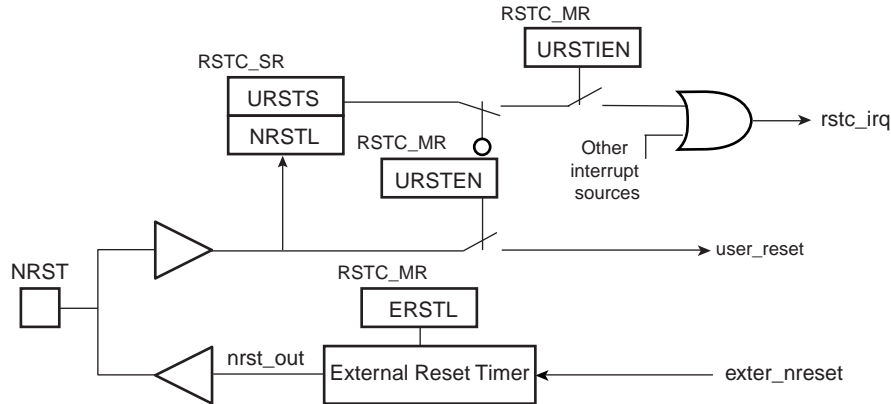 RSTC_MR
URSTIEN
RSTC_SR
URSTS
NRSTL
rstc_irq
RSTC_MR
Other
interrupt
sources
URSTEN
user_reset
NRST
RSTC_MR
ERSTL
nrst_out
External Reset Timer
exter_nreset